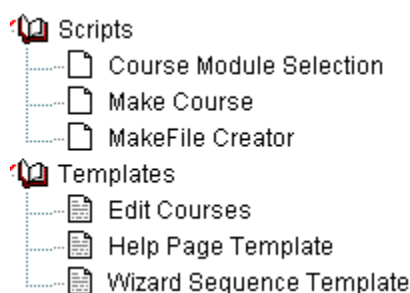 Scripts
Course Module Selection
Make Course
MakeFile Creator
Templates
Edit Courses
Help Page Template
Wizard Sequence Template